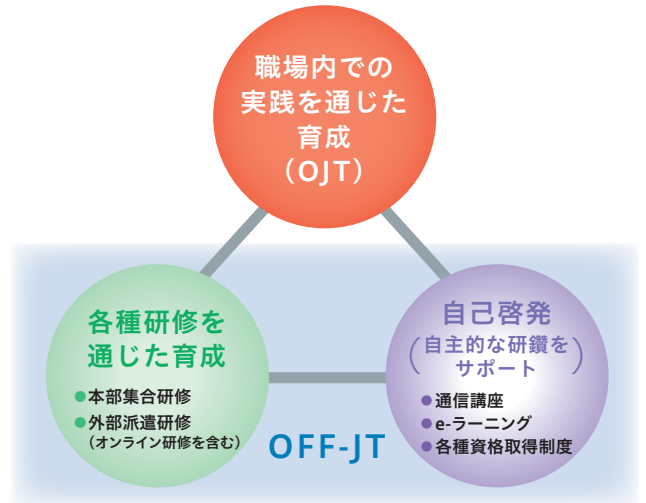 職場内での
実践を通じた
育成
（OJT）
各種研修を
通じた育成
●本部集合研修
●外部派遣研修
（オンライン研修を含む）
自己啓発
（自主的な研鑽を
サポート）
●通信講座
●e-ラーニング
●各種資格取得制度
OFF-JT